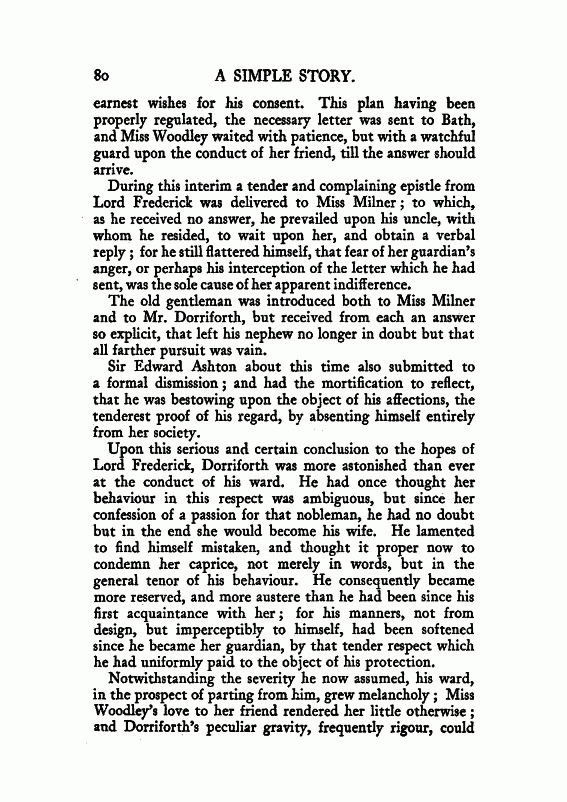 80 A SIMPLE STORY.
earnest wishes for his consent. This plan having been
properly regulated, the necessary letter was sent to Bath,
and Miss Woodley waited with patience, but with a watchful
guard upon the conduct of her friend, till the answer should
arrive.
During this interim a tender and complaining epistle from
Lord Frederick was delivered to Miss Milner ; to which,
as he received no answer, he prevailed upon his uncle, with
whom he resided, to wait upon her, and obtain a verbal
reply ; for he still flattered himself, that fear of her guardian's
anger, or perhaps his interception of the letter which he had
sent, was the sole cause of her apparent indifference.
The old gentleman was introduced both to Miss Milner
and to Mr. Dorriforth, but received from each an answer
so explicit, that left his nephew no longer in doubt but that
all farther pursuit was vain.
Sir Edward Ashton about this time also submitted to
a formal dismission ; and had the mortification to reflect,
that he was bestowing upon the object of his affections, the
tenderest proof of his regard, by absenting himself entirely
from her society.
Upon this serious and certain conclusion to the hopes of
Lord Frederick, Dorriforth was more astonished than ever
at the conduct of his ward. He had once thought her
behaviour in this respect was ambiguous, but since her
confession of a passion for that nobleman, he had no doubt
but in the end she would become his wife. He lamented
to find himself mistaken, and thought it proper now to
condemn her caprice, not merely in words, but in the
general tenor of his behaviour. He consequently became
more reserved, and more austere than he had been since his
first acquaintance with her ; for his manners, not from
design, but imperceptibly to himself, had been softened
since he became her guardian, by that tender respect which
he had uniformly paid to the object of his protection.
Notwithstanding the severity he now assumed, his ward,
in the prospect of parting from him, grew melancholy ; Miss
Woodley's love to her friend rendered her little otherwise ;
and Dorriforth's peculiar gravity, frequently rigour, could